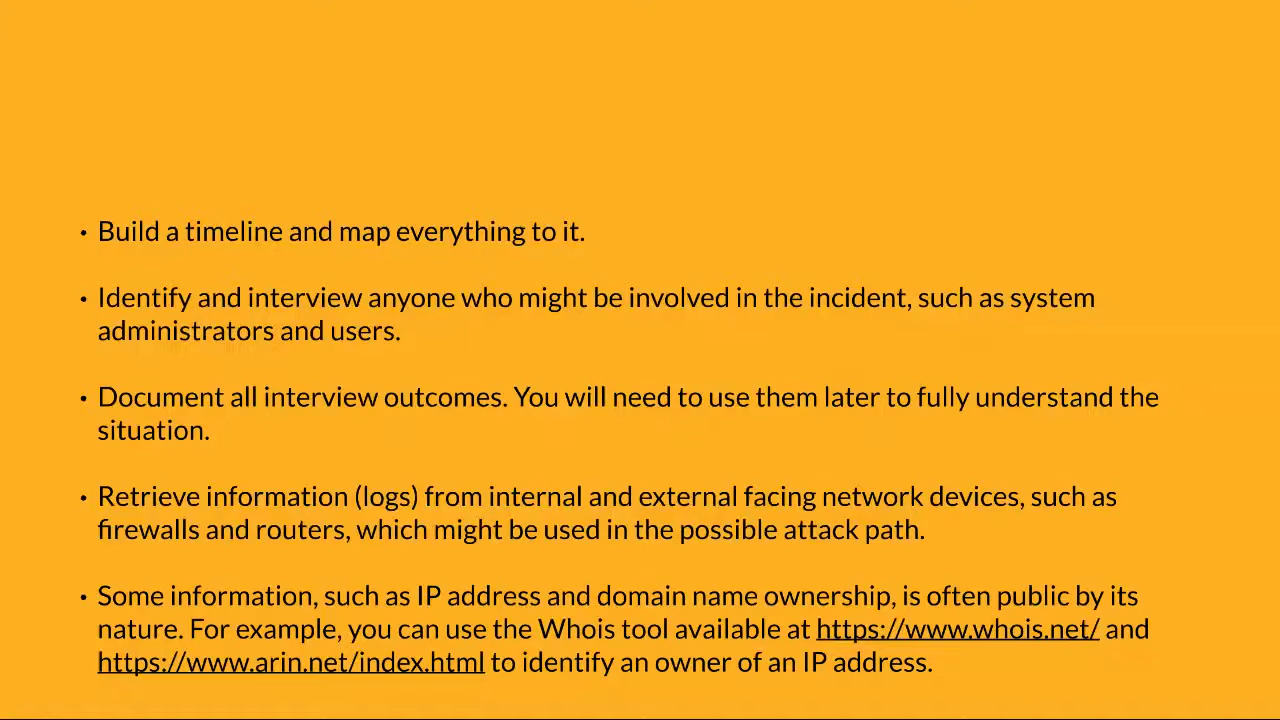 • Build a timeline and map everything to it.
• Identify and interview anyone who might be involved in the incident, such as system
administrators and users.
• Document all interview outcomes. You will need to use them later to fully understand the
situation.
• Retrieve information (logs) from internal and external facing network devices, such as
firewalls and routers, which might be used in the possible attack path.
• Some information, such as IP address and domain name ownership, is often public by its
nature. For example, you can use the Whois tool available at https://www.whois.net/ and
https://www.arin.net/index.html to identify an owner of an IP address.